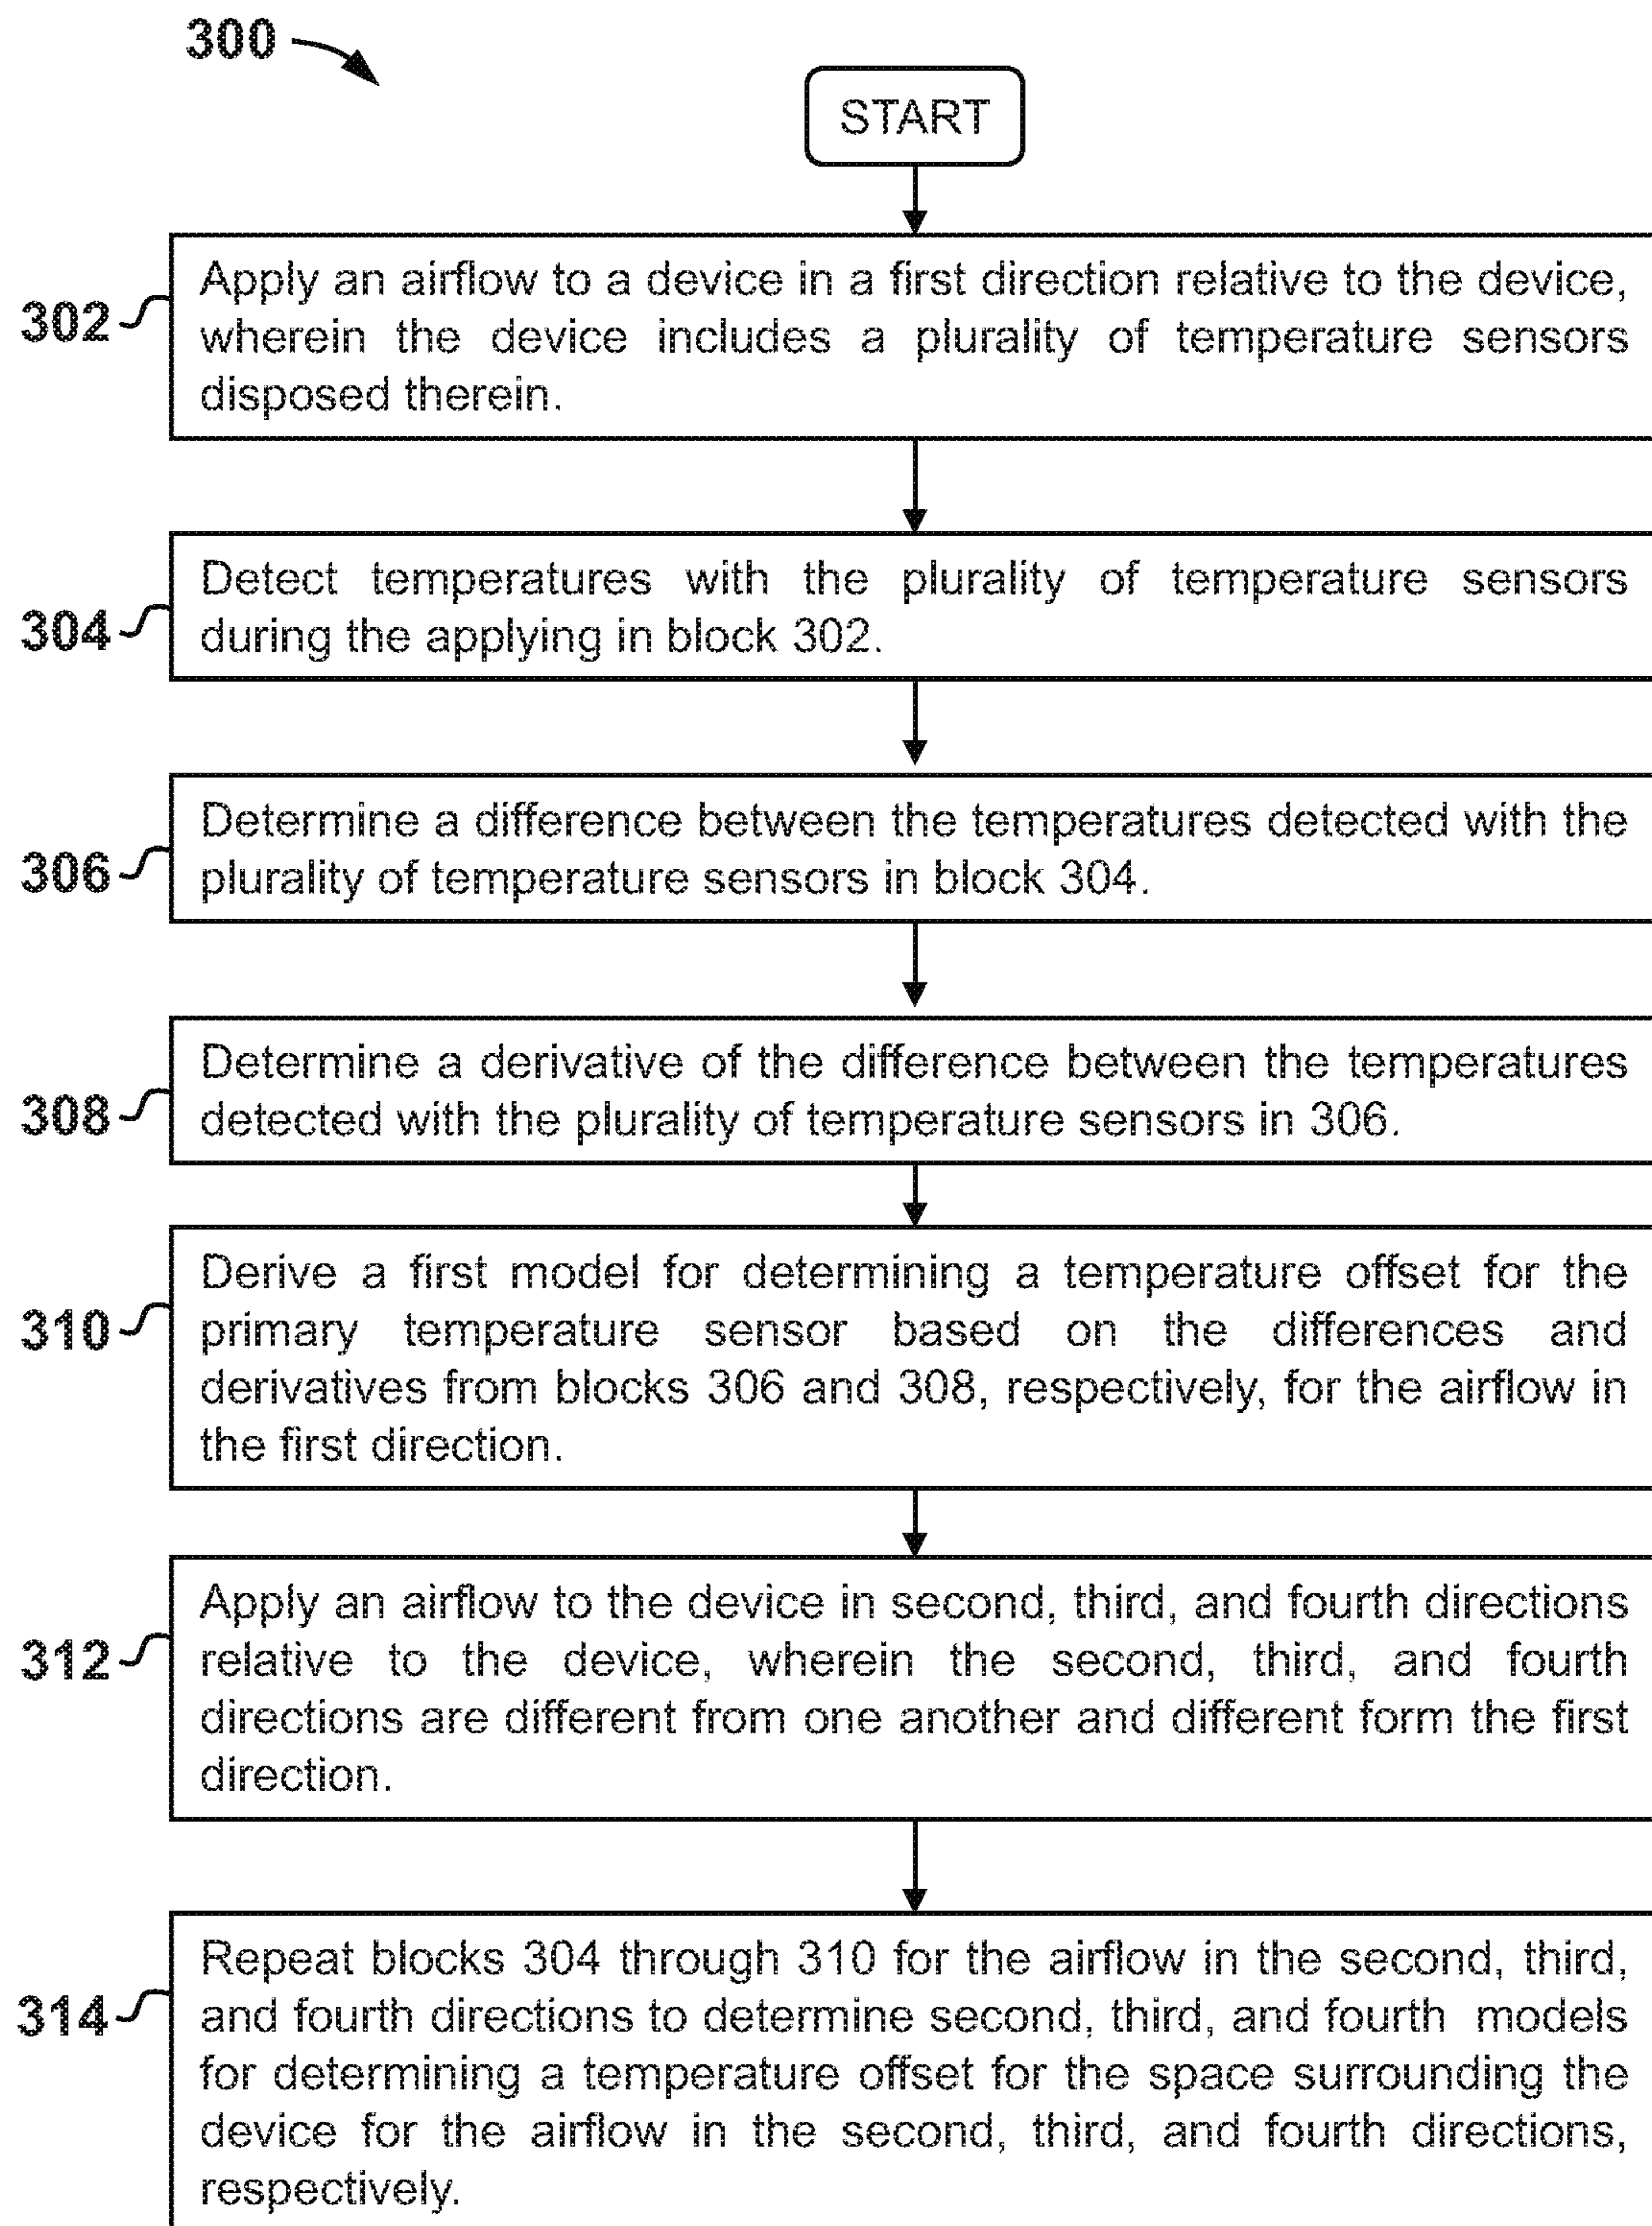 300
START
302
Apply an airflow to a device in a first direction relative to the device,
wherein the device includes a plurality of temperature sensors
disposed therein.
304
Detect temperatures with the plurality of temperature sensors
during the applying in block 302.
306
Determine a difference between the temperatures detected with the
plurality of temperature sensors in block 304.
308
Determine a derivative of the difference between the temperatures
detected with the plurality of temperature sensors in 306.
310
Derive a first model for determining a temperature offset for the
primary temperature sensor based on the differences and
derivatives from blocks 306 and 308, respectively, for the airflow in
the first direction.
312
Apply an airflow to the device in second, third, and fourth directions
relative to the device, wherein the second, third, and fourth
directions are different from one another and different form the first
direction.
314
Repeat blocks 304 through 310 for the airflow in the second, third,
and fourth directions to determine second, third, and fourth models
for determining a temperature offset for the space surrounding the
device for the airflow in the second, third, and fourth directions,
respectively.